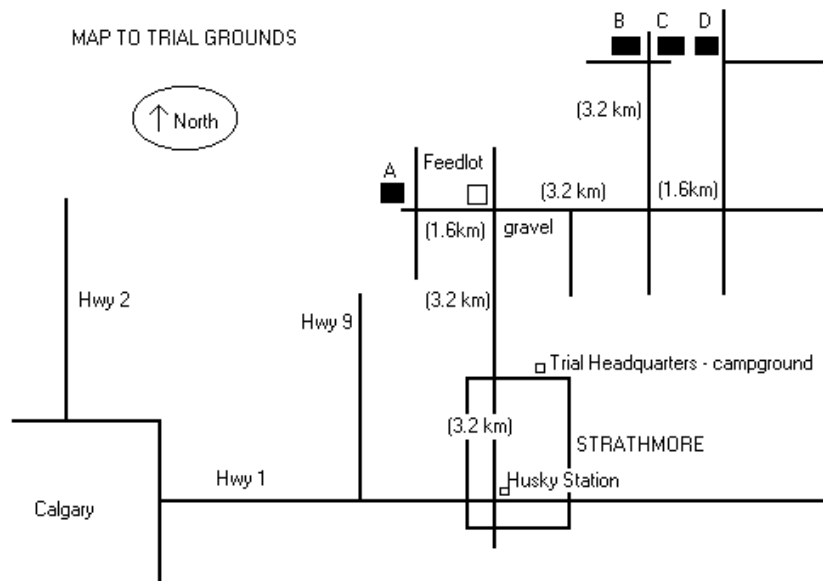 MAP TO TRIAL GROUNDS
B C D
North
(3.2 km)
Feedlot
A
(3.2 km) (1.6km)
(1.6km) gravel
Hwy 2
(3.2 km)
Hwy 9
Trial Headquarters - campground
(3.2 km)
STRATHMORE
Hwy 1
Husky Station
Calgary